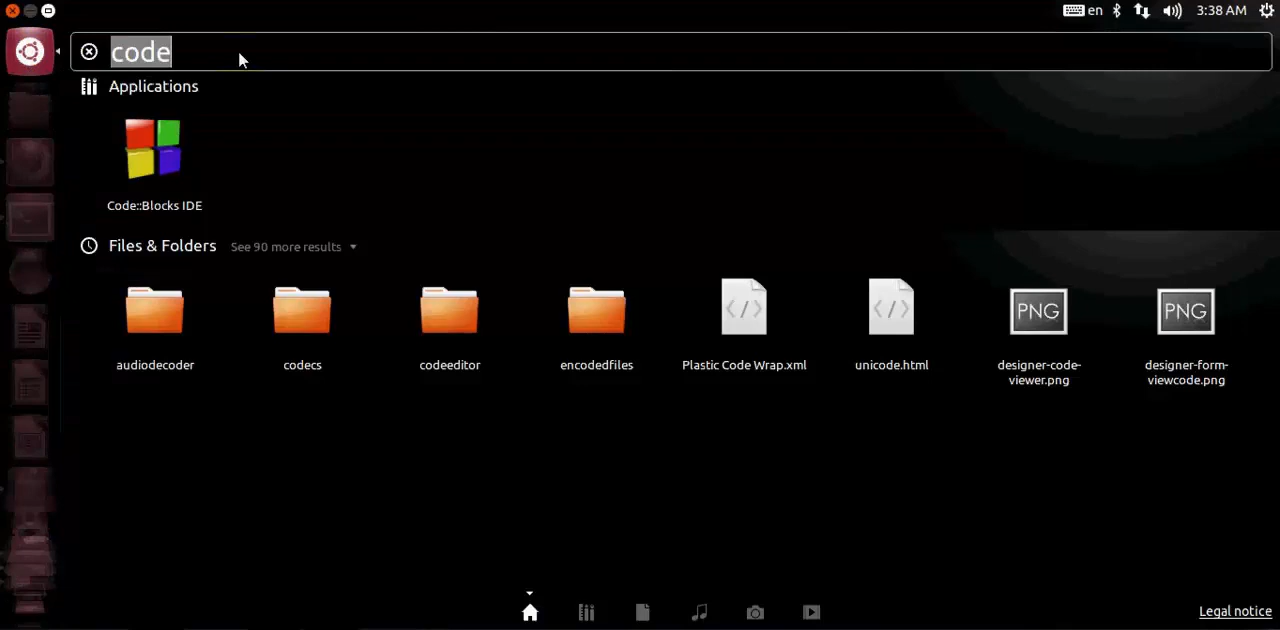 en 3:38 AM
code
Applications
Code::Blocks IDE
Files & Folders See 90 more results
audiodecoder codecs codeeditor encodedfiles Plastic Code Wrap.xml unicode.html designer-code-viewer.png designer-form-viewcode.png
PNG PNG
Legal notice